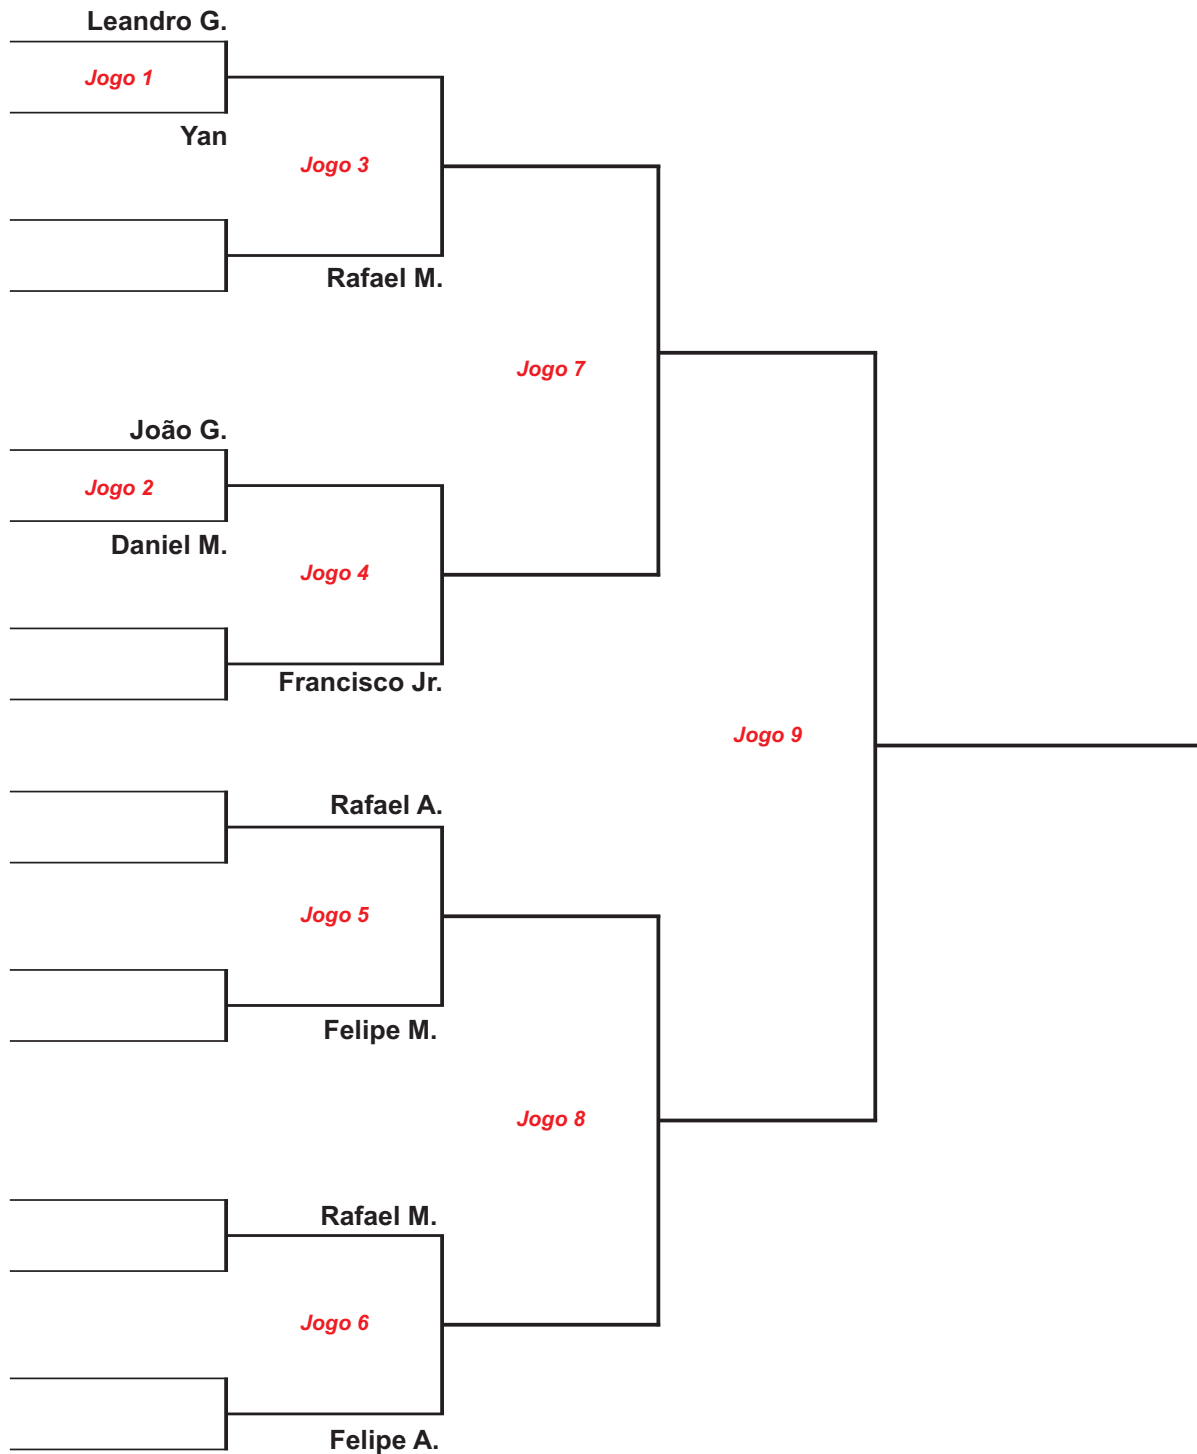 Leandro G.
Jogo 1
Yan
Jogo 3
Rafael M.
Jogo 7
João G.
Jogo 2
Daniel M.
Jogo 4
Francisco Jr.
Jogo 9
Rafael A.
Jogo 5
Felipe M.
Jogo 8
Rafael M.
Jogo 6
Felipe A.